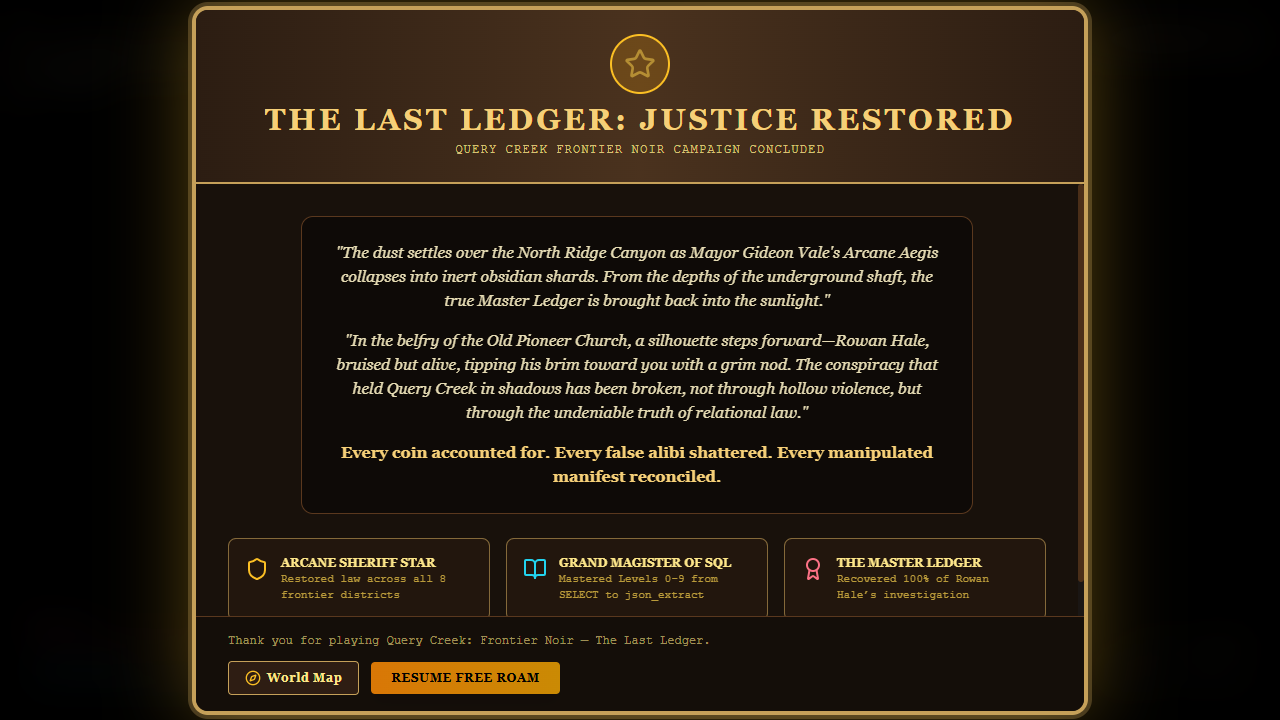 THE LAST LEDGER: JUSTICE RESTORED
QUERY CREEK FRONTIER NOIR CAMPAIGN CONCLUDED
"The dust settles over the North Ridge Canyon as Mayor Gideon Vale's Arcane Aegis
collapses into inert obsidian shards. From the depths of the underground shaft, the
true Master Ledger is brought back into the sunlight."
"In the belfry of the Old Pioneer Church, a silhouette steps forward—Rowan Hale,
bruised but alive, tipping his brim toward you with a grim nod. The conspiracy that
held Query Creek in shadows has been broken, not through hollow violence, but
through the undeniable truth of relational law."
Every coin accounted for. Every false alibi shattered. Every manipulated
manifest reconciled.
ARCANE SHERIFF STAR
Restored law across all 8
frontier districts
GRAND MAGISTER OF SQL
Mastered Levels 0–9 from
SELECT to json_extract
THE MASTER LEDGER
Recovered 100% of Rowan
Hale’s investigation
Thank you for playing Query Creek: Frontier Noir — The Last Ledger.
World Map
RESUME FREE ROAM